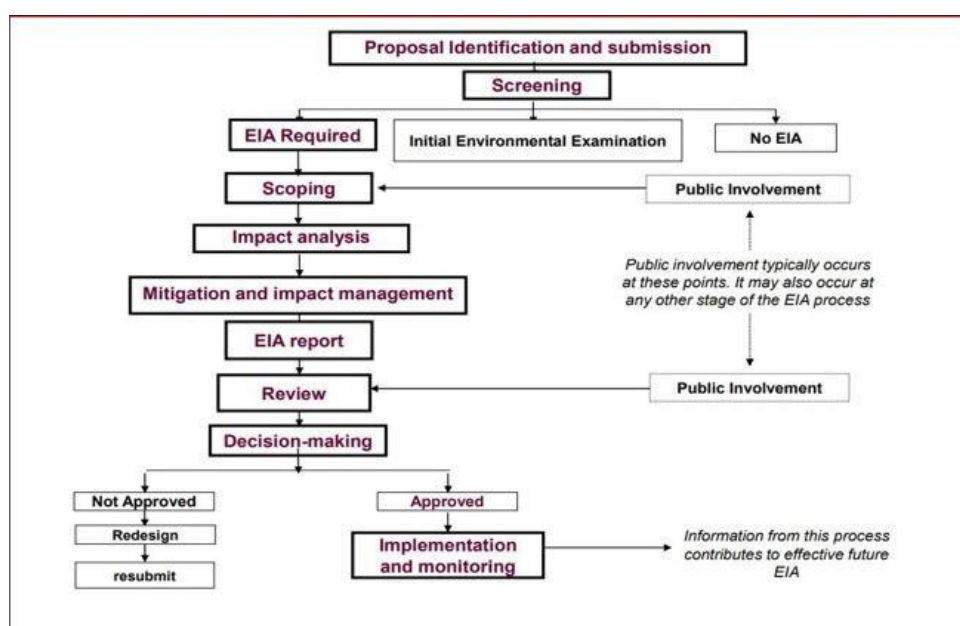 Proposal Identification and submission
Screening
EIA Required
Initial Environmental Examination
No EIA
Scoping
Public Involvement
Impact analysis
Public involvement typically occurs
at these points. It may also occur at
any other stage of the EIA process
Mitigation and impact management
EIA report
Review
Public Involvement
Decision-making
Not Approved
Approved
Redesign
Implementation
and monitoring
Information from this process
contributes to effective future
EIA
resubmit